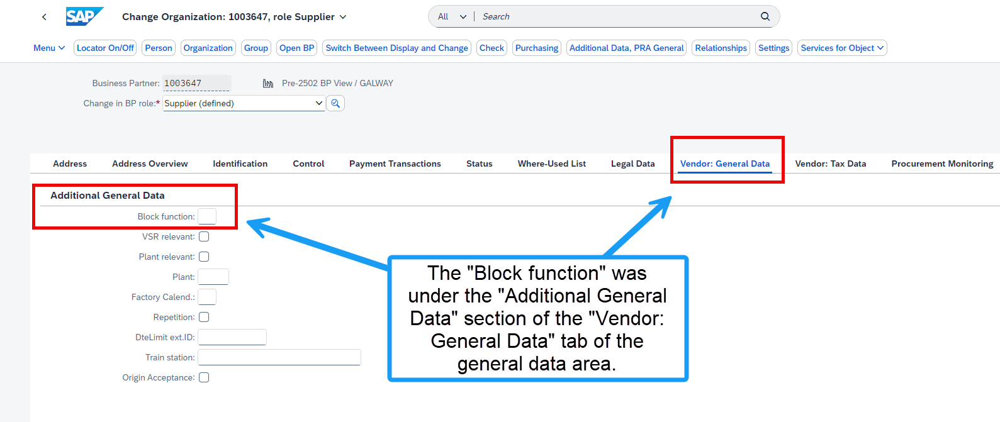 SAP Change Organization: 1003647, role Supplier All Search
Menu Locator On/Off Person Organization Group Open BP Switch Between Display and Change Check Purchasing Additional Data, PRA General Relationships Settings Services for Object
Business Partner: 1003647 Pre-2502 BP View / GALWAY
Change in BP role:* Supplier (defined)
Address Address Overview Identification Control Payment Transactions Status Where-Used List Legal Data Vendor: General Data Vendor: Tax Data Procurement Monitoring
Additional General Data
Block function:
VSR relevant:
Plant relevant:
Plant:
Factory Calend.:
Repetition:
DteLimit ext.ID:
Train station:
Origin Acceptance:
The "Block function" was
under the "Additional General
Data" section of the "Vendor:
General Data" tab of the
general data area.